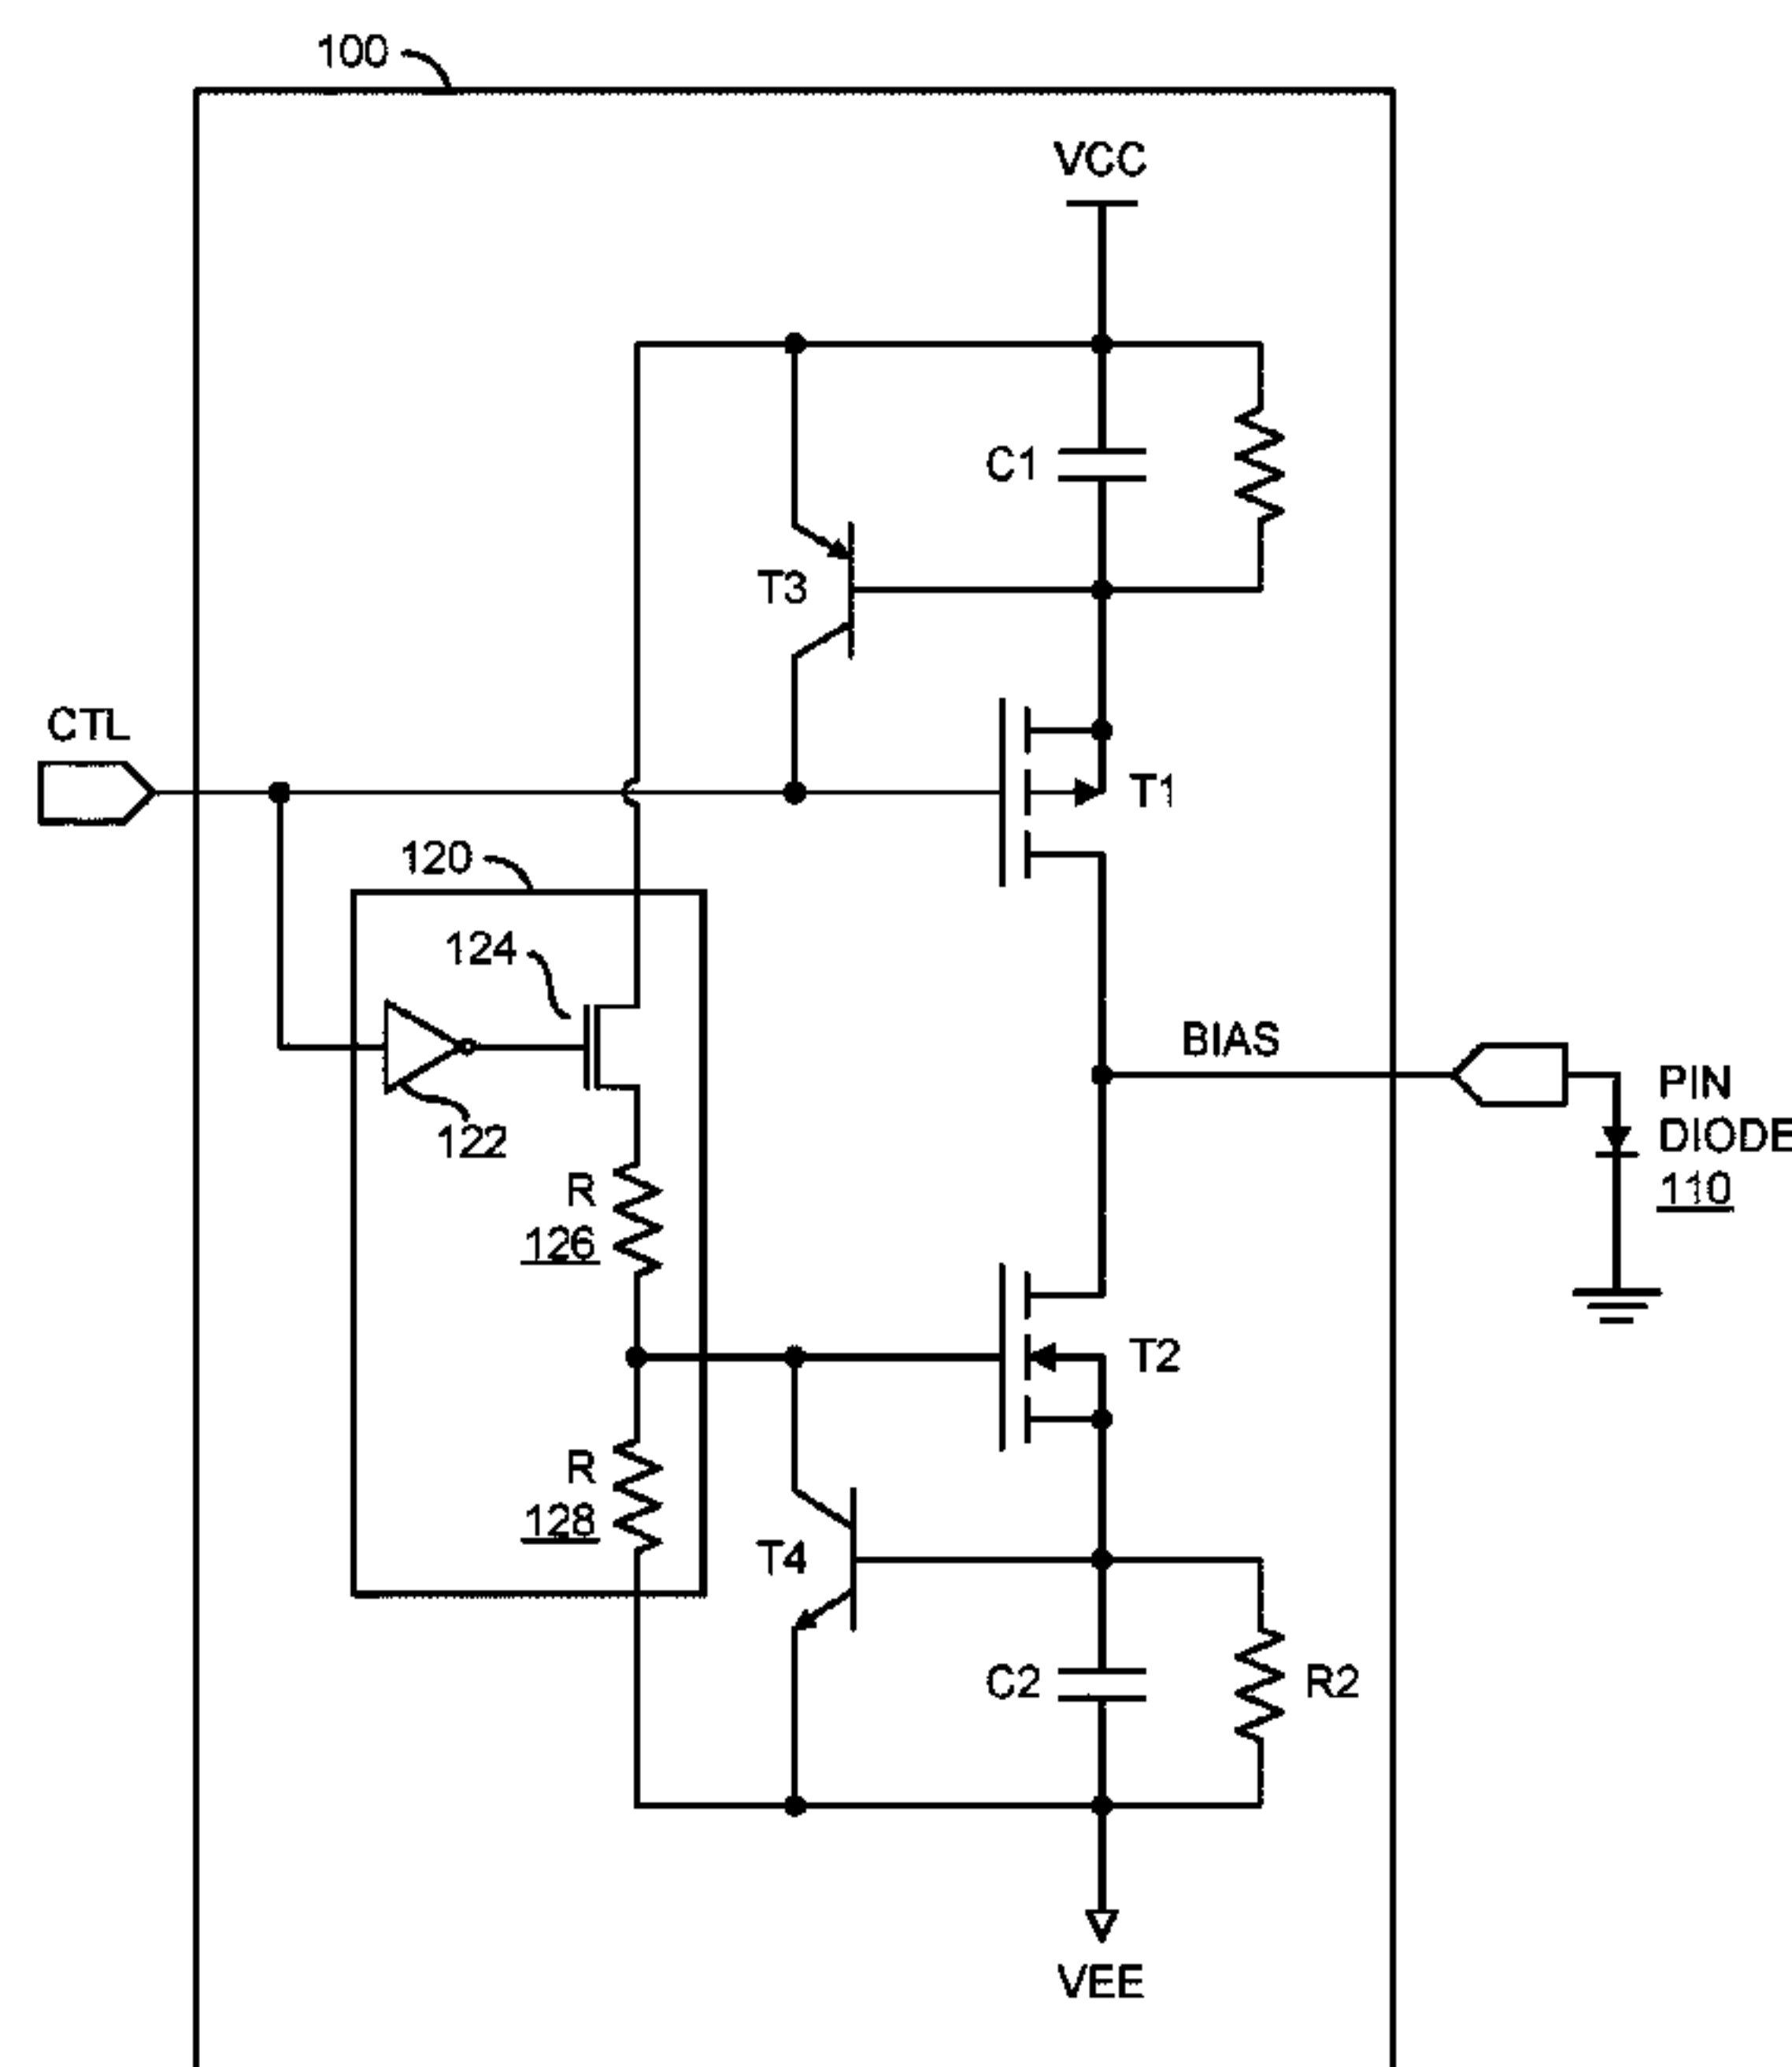 100
VCC
C1
T3
CTL
T1
120
124
BIAS
122
PIN
DIODE
110
R
126
T2
R
128
T4
C2
R2
VEE